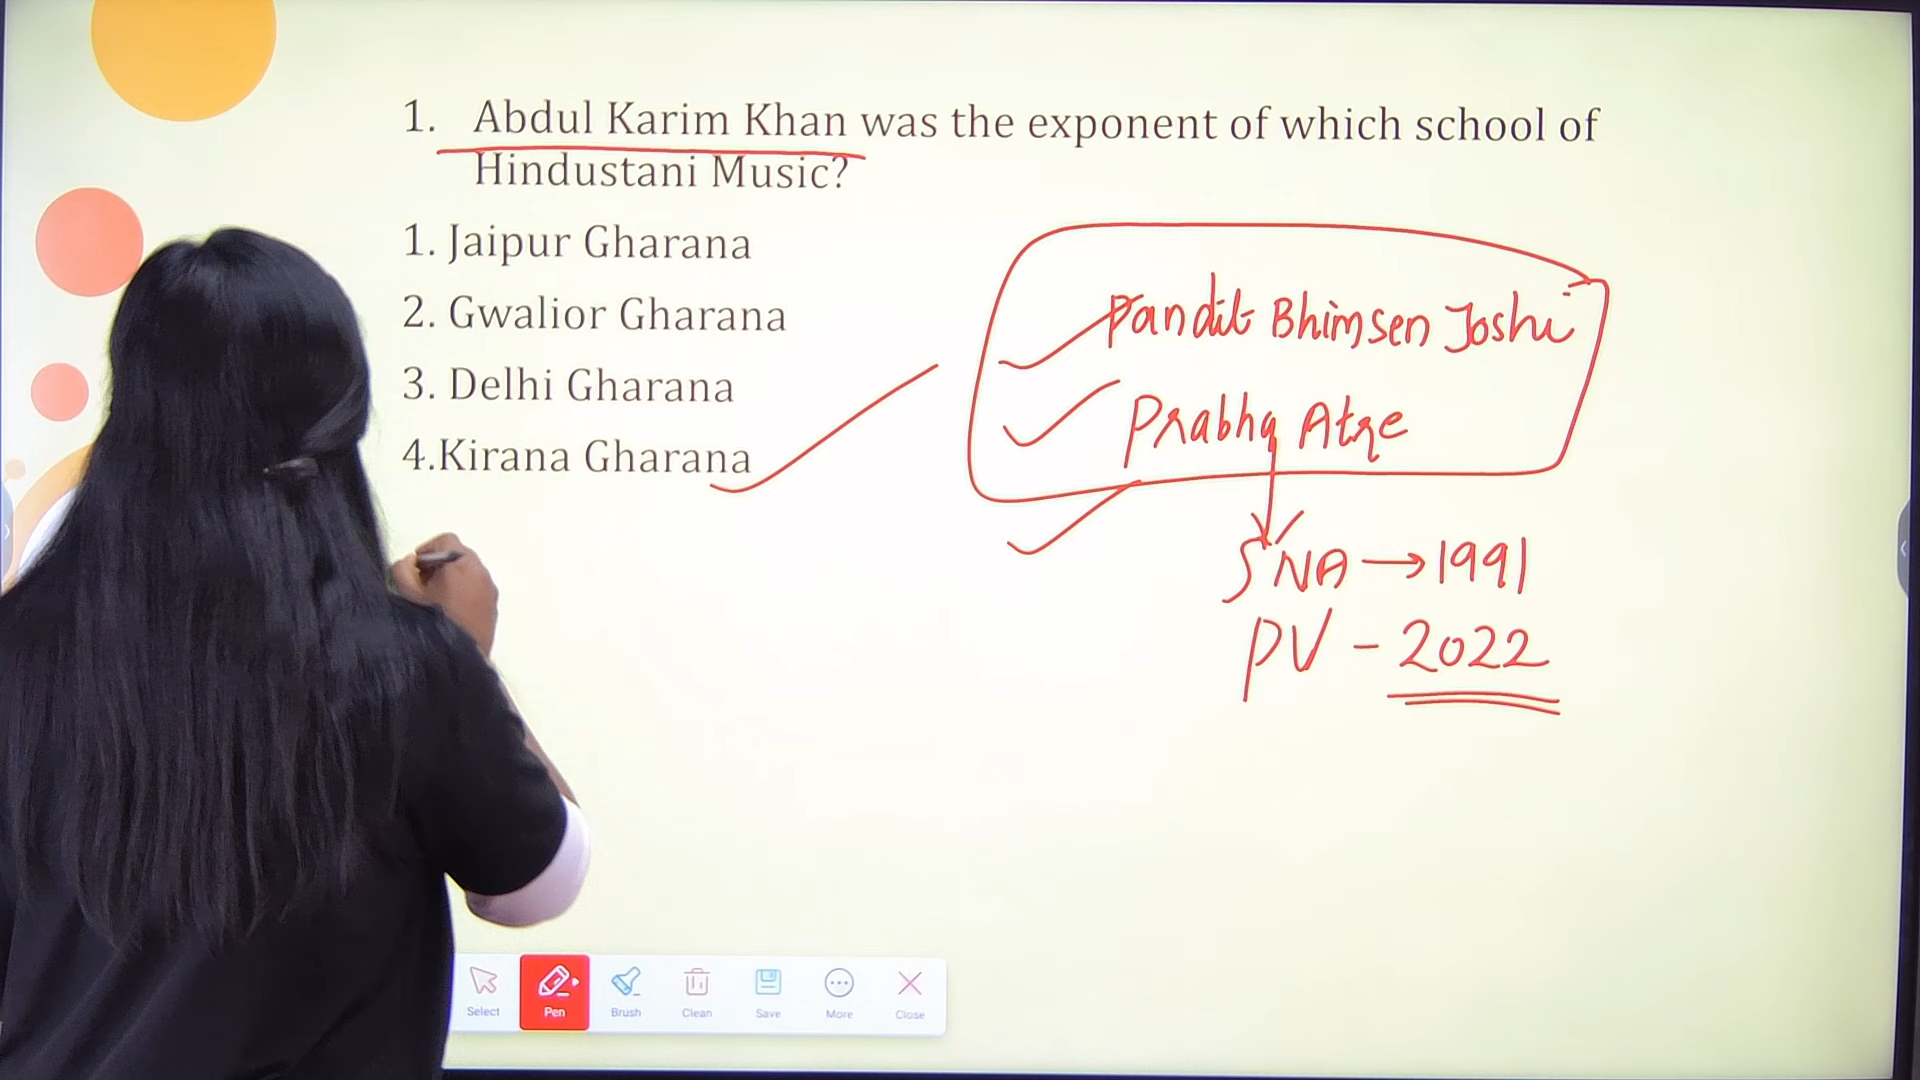 1. Abdul Karim Khan was the exponent of which school of
Hindustani Music?
1. Jaipur Gharana
2. Gwalior Gharana
3. Delhi Gharana
4.Kirana Gharana
Pandit Bhimsen Joshi
Prabha Atre
SNA → 1991
PV - 2022
Select
Pen
Brush
Clean
Save
More
Close